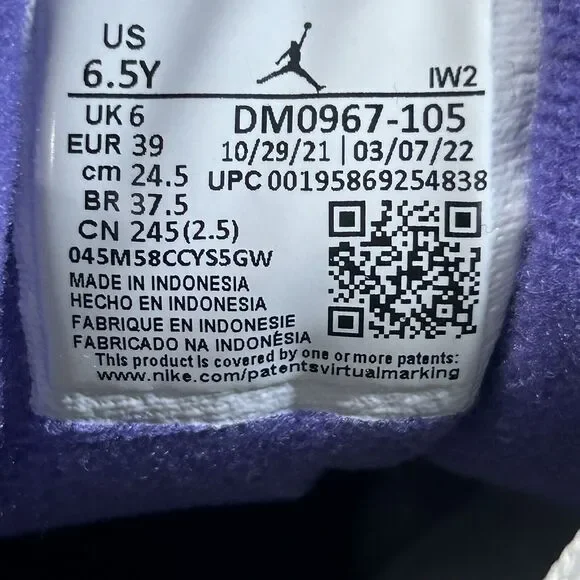 US
6.5Y
IW2
UK 6
EUR 39
cm 24.5
BR 37.5
CN 245(2.5)
DM0967-105
10/29/21 | 03/07/22
UPC 00195869254838
045M58CCYS5GW
MADE IN INDONESIA
HECHO EN INDONESIA
FABRIQUE EN INDONESIE
FABRICADO NA INDONÉSIA
This product is covered by one or more patents:
www.nike.com/patentsvirtualmarking